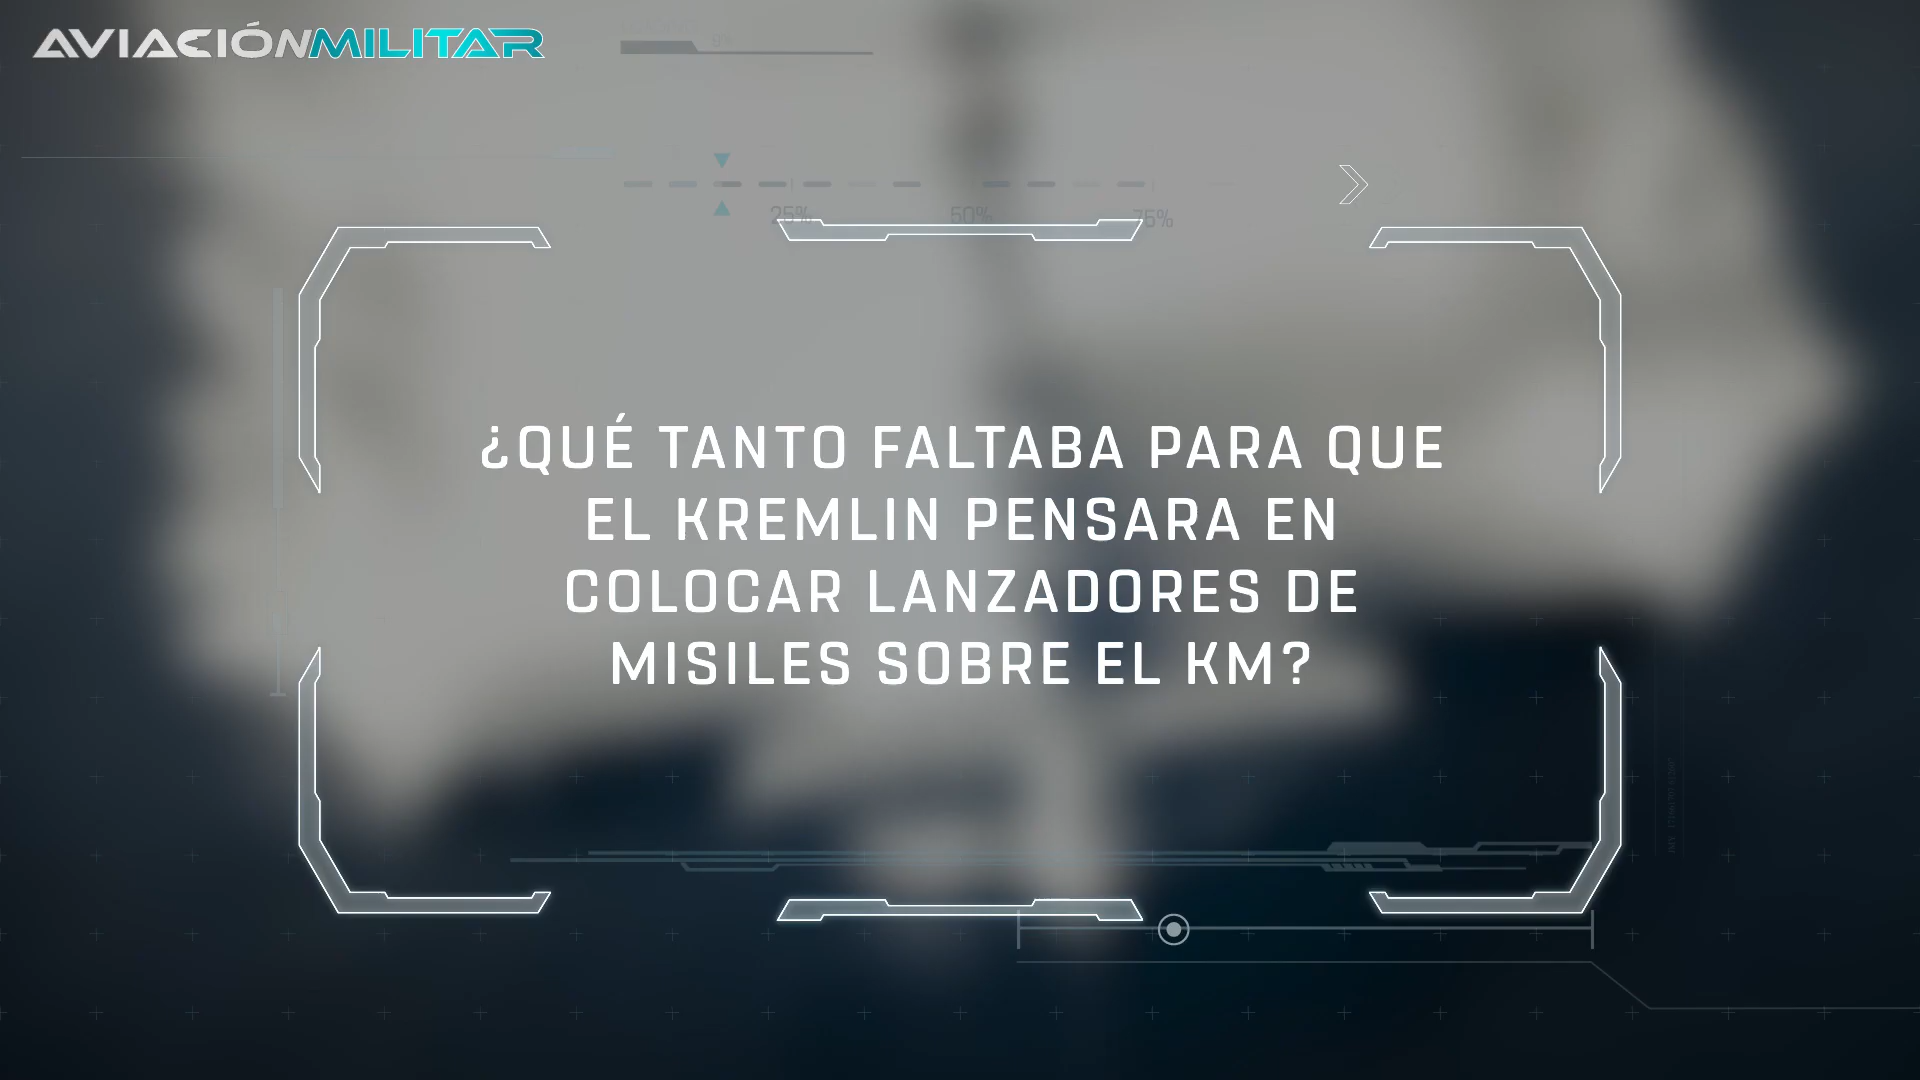 AVIACIÓNMILITAR
25% 50% 75%
¿QUÉ TANTO FALTABA PARA QUE
EL KREMLIN PENSARA EN
COLOCAR LANZADORES DE
MISILES SOBRE EL KM?